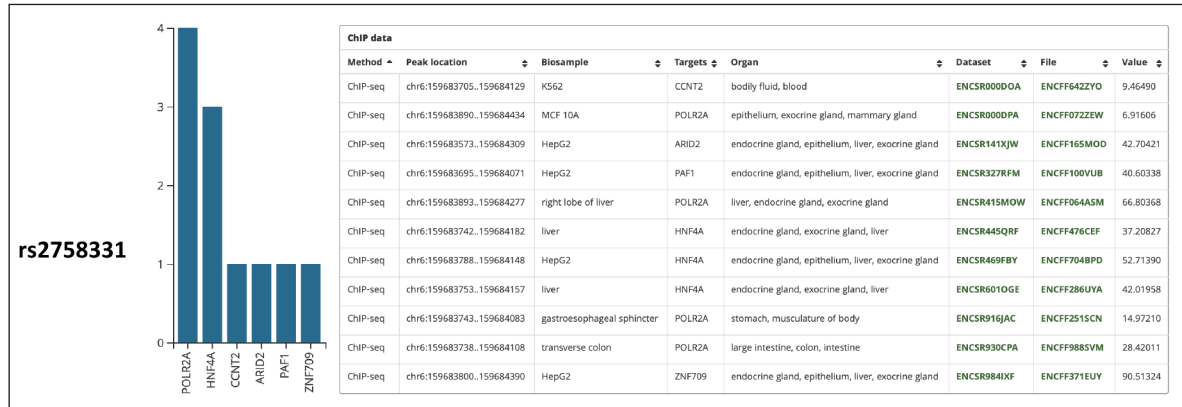 rs2758331
4
3
2
1
0
POLR2A
HNF4A
CCNT2
ARID2
PAF1
ZNF709
ChIP data
Method Peak location Biosample Targets Organ Dataset File Value
ChIP-seq chr6:159683705..159684129 K562 CCNT2 bodily fluid, blood ENCSR000DOA ENCFF642ZYO 9.46490
ChIP-seq chr6:159683890..159684434 MCF 10A POLR2A epithelium, exocrine gland, mammary gland ENCSR000DPA ENCFF072ZEW 6.91606
ChIP-seq chr6:159683573..159684309 HepG2 ARID2 endocrine gland, epithelium, liver, exocrine gland ENCSR141XJW ENCFF165MOD 42.70421
ChIP-seq chr6:159683695..159684071 HepG2 PAF1 endocrine gland, epithelium, liver, exocrine gland ENCSR327RFM ENCFF100VUB 40.60338
ChIP-seq chr6:159683893..159684277 right lobe of liver POLR2A liver, endocrine gland, exocrine gland ENCSR415MOW ENCFF064ASM 66.80368
ChIP-seq chr6:159683742..159684182 liver HNF4A endocrine gland, exocrine gland, liver ENCSR445QRF ENCFF476CEF 37.20827
ChIP-seq chr6:159683788..159684148 HepG2 HNF4A endocrine gland, epithelium, liver, exocrine gland ENCSR469FBY ENCFF704BPD 52.71390
ChIP-seq chr6:159683753..159684157 liver HNF4A endocrine gland, exocrine gland, liver ENCSR601OGE ENCFF286UYA 42.01958
ChIP-seq chr6:159683743..159684083 gastroesophageal sphincter POLR2A stomach, musculature of body ENCSR916JAC ENCFF251SCN 14.97210
ChIP-seq chr6:159683738..159684108 transverse colon POLR2A large intestine, colon, intestine ENCSR930CPA ENCFF988SVM 28.42011
ChIP-seq chr6:159683800..159684390 HepG2 ZNF709 endocrine gland, epithelium, liver, exocrine gland ENCSR984IXF ENCFF371EUY 90.51324